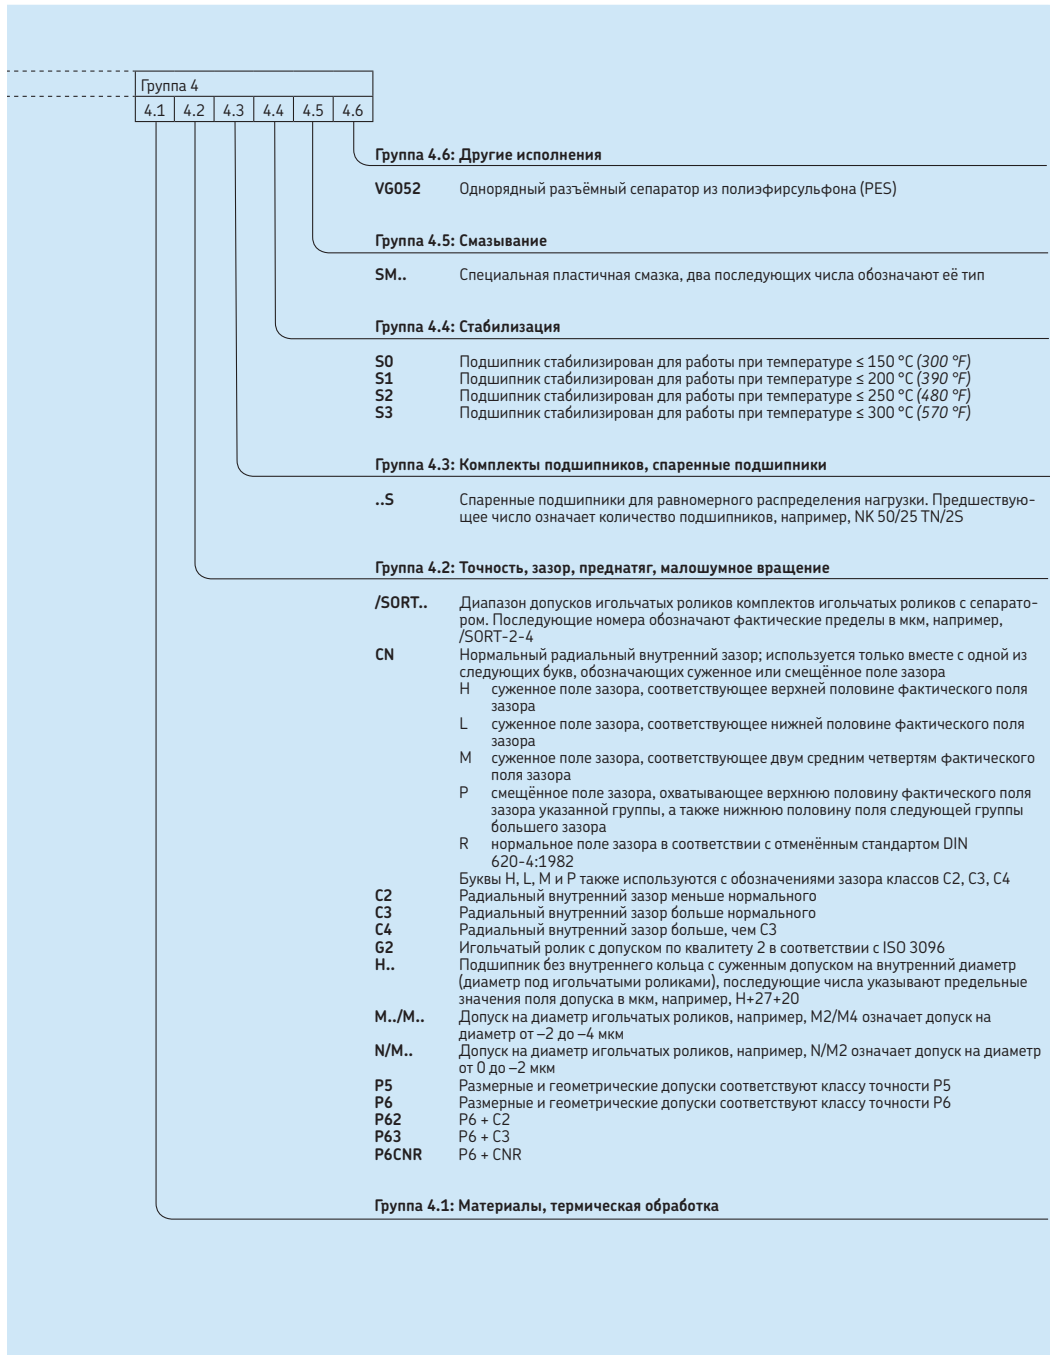 Группа 4
4.1 4.2 4.3 4.4 4.5 4.6
Группа 4.6: Другие исполнения
VG052 Однорядный разъёмный сепаратор из полиэфирсульфона (PES)
Группа 4.5: Смазывание
SM.. Специальная пластичная смазка, два последующих числа обозначают её тип
Группа 4.4: Стабилизация
S0 Подшипник стабилизирован для работы при температуре ≤ 150 °C (300 °F)
S1 Подшипник стабилизирован для работы при температуре ≤ 200 °C (390 °F)
S2 Подшипник стабилизирован для работы при температуре ≤ 250 °C (480 °F)
S3 Подшипник стабилизирован для работы при температуре ≤ 300 °C (570 °F)
Группа 4.3: Комплекты подшипников, спаренные подшипники
..S Спаренные подшипники для равномерного распределения нагрузки. Предшествую-
щее число означает количество подшипников, например, NK 50/25 TN/2S
Группа 4.2: Точность, зазор, преднатяг, малошумное вращение
/SORT.. Диапазон допусков игольчатых роликов комплектов игольчатых роликов с сепарато-
ром. Последующие номера обозначают фактические пределы в мкм, например,
/SORT-2-4
CN Нормальный радиальный внутренний зазор; используется только вместе с одной из
следующих букв, обозначающих суженное или смещённое поле зазора
H суженное поле зазора, соответствующее верхней половине фактического поля
зазора
L суженное поле зазора, соответствующее нижней половине фактического поля
зазора
M суженное поле зазора, соответствующее двум средним четвертям фактического
поля зазора
P смещённое поле зазора, охватывающее верхнюю половину фактического поля
зазора указанной группы, а также нижнюю половину поля следующей группы
большего зазора
R нормальное поле зазора в соответствии с отменённым стандартом DIN
620-4:1982
Буквы H, L, M и P также используются с обозначениями зазора классов C2, C3, C4
C2 Радиальный внутренний зазор меньше нормального
C3 Радиальный внутренний зазор больше нормального
C4 Радиальный внутренний зазор больше, чем C3
G2 Игольчатый ролик с допуском по квалитету 2 в соответствии с ISO 3096
H.. Подшипник без внутреннего кольца с суженным допуском на внутренний диаметр
(диаметр под игольчатыми роликами), последующие числа указывают предельные
значения поля допуска в мкм, например, H+27+20
M../M.. Допуск на диаметр игольчатых роликов, например, M2/M4 означает допуск на
диаметр от –2 до –4 мкм
N/M.. Допуск на диаметр игольчатых роликов, например, N/M2 означает допуск на диаметр
от 0 до –2 мкм
P5 Размерные и геометрические допуски соответствуют классу точности P5
P6 Размерные и геометрические допуски соответствуют классу точности P6
P62 P6 + C2
P63 P6 + C3
P6CNR P6 + CNR
Группа 4.1: Материалы, термическая обработка